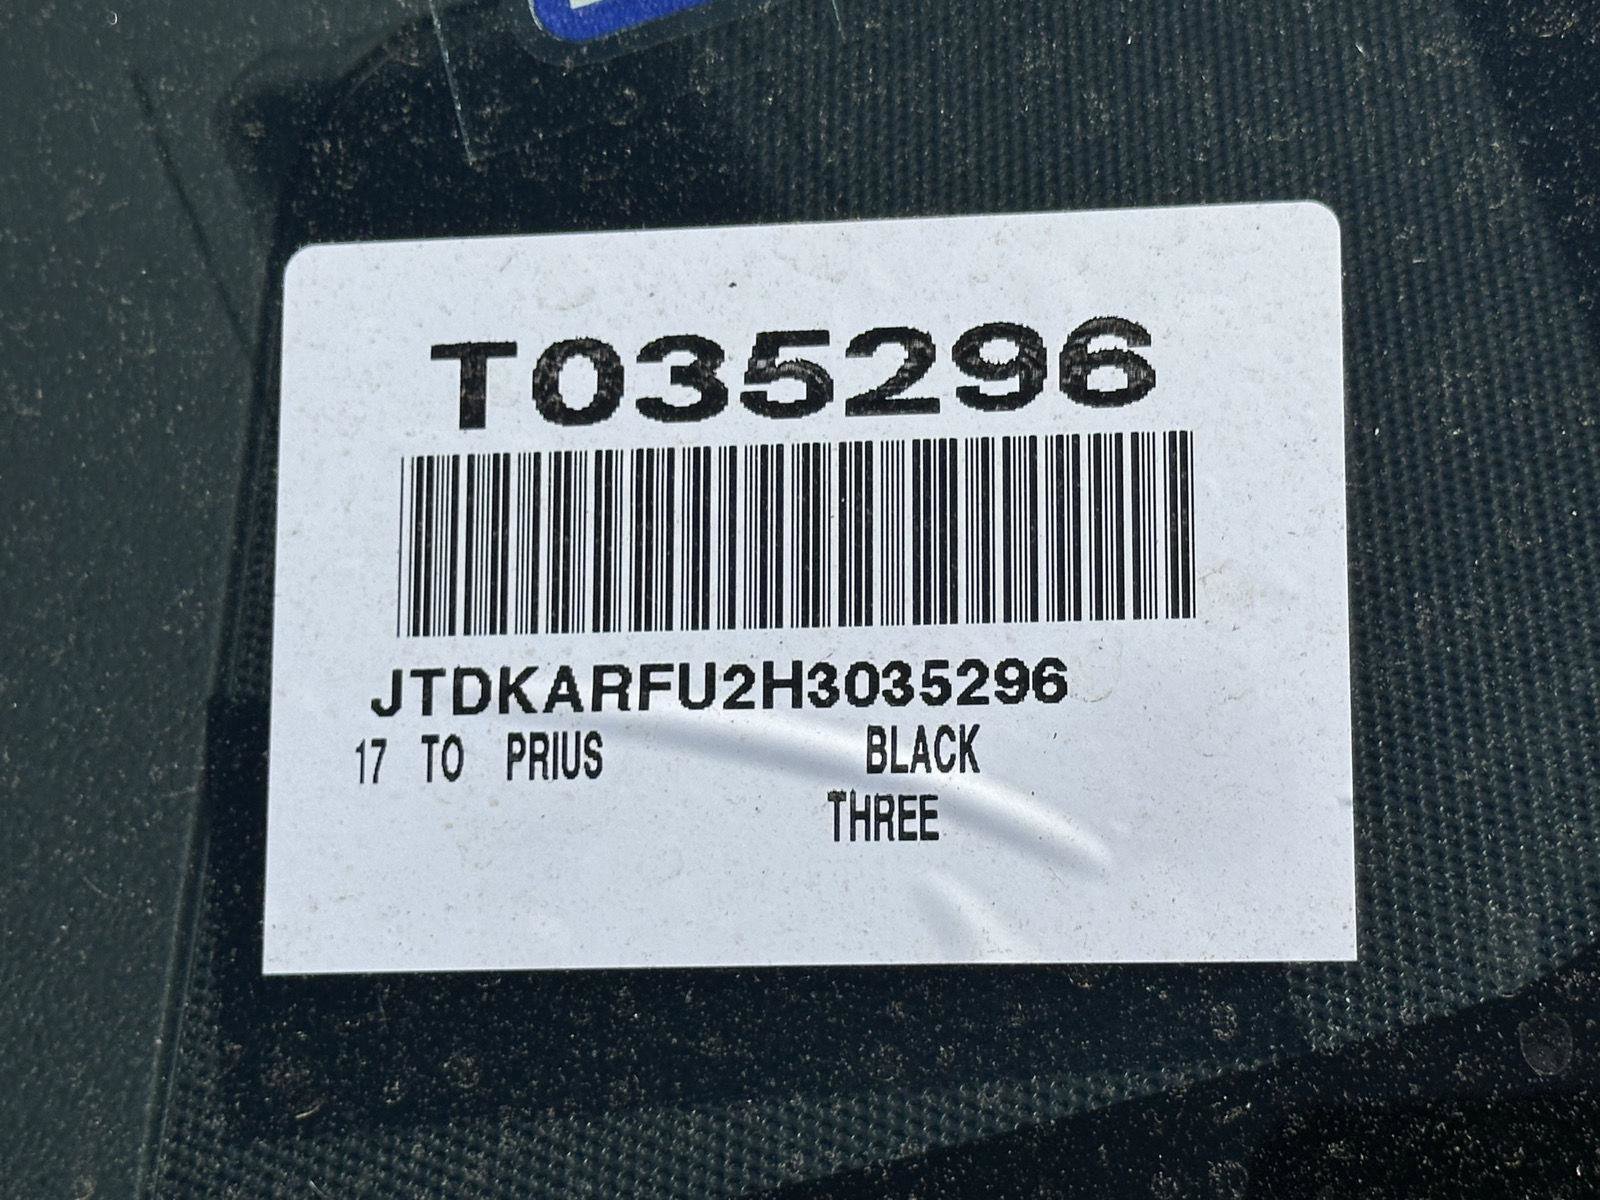 T035296
JTDKARFU2H3035296
17 TO PRIUS BLACK
THREE